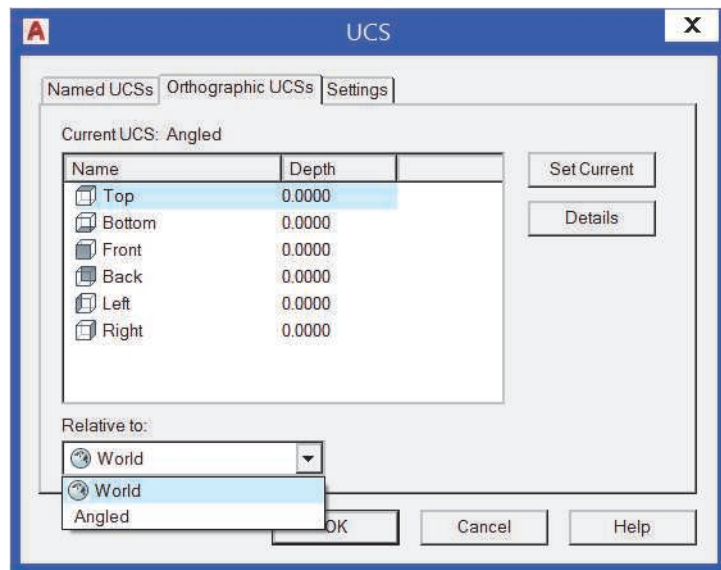 A
UCS
X
Named UCSs Orthographic UCSs Settings
Current UCS: Angled
Name Depth
Top 0.0000
Bottom 0.0000
Front 0.0000
Back 0.0000
Left 0.0000
Right 0.0000
Set Current
Details
Relative to:
World
World
Angled
OK Cancel Help